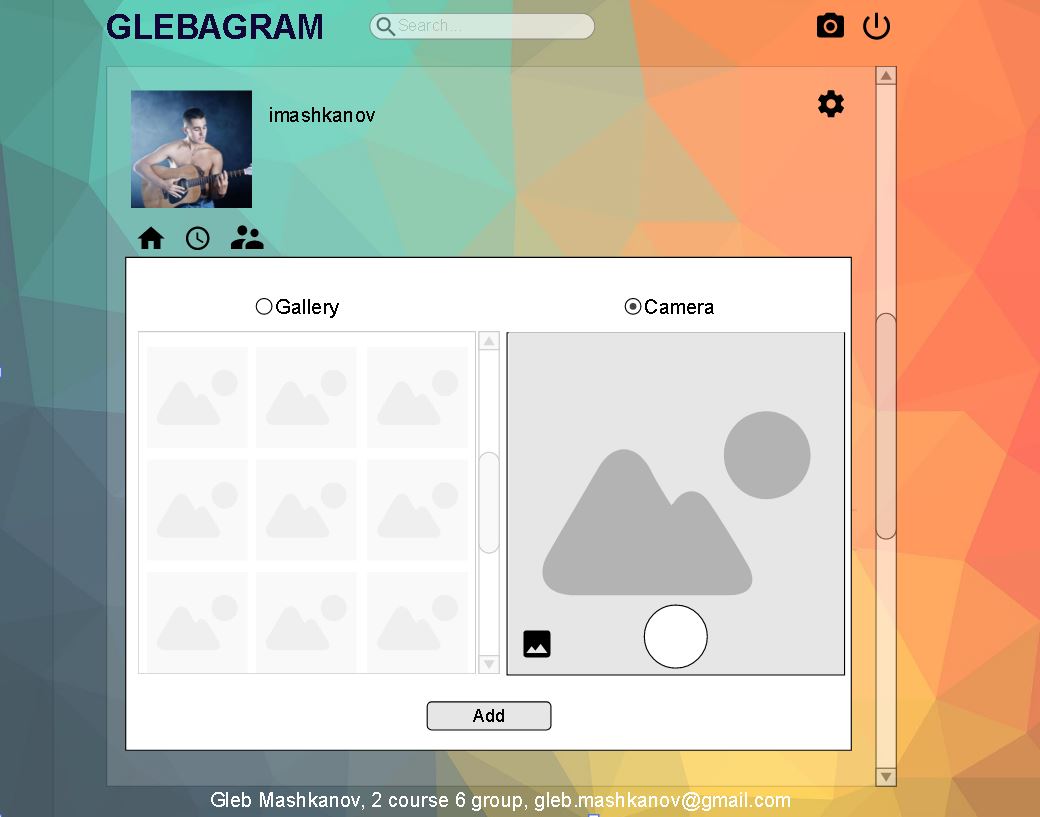 GLEBAGRAM
Search...
imashkanov
Gallery
Camera
Add
Gleb Mashkanov, 2 course 6 group, gleb.mashkanov@gmail.com